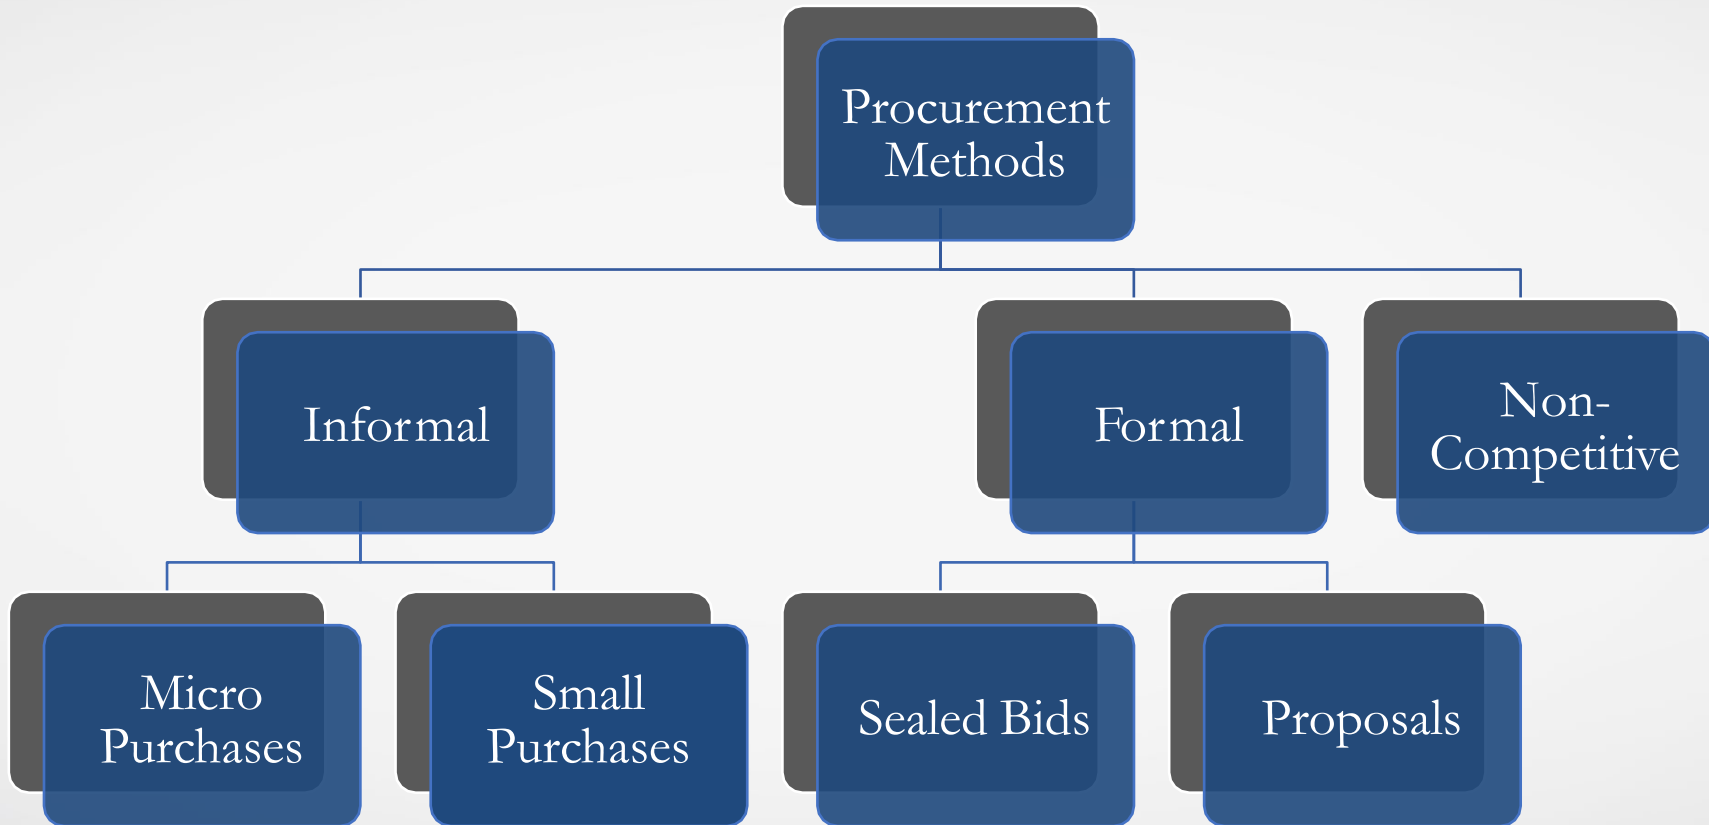 Procurement
Methods
Informal
Formal
Non-
Competitive
Micro
Purchases
Small
Purchases
Sealed Bids
Proposals